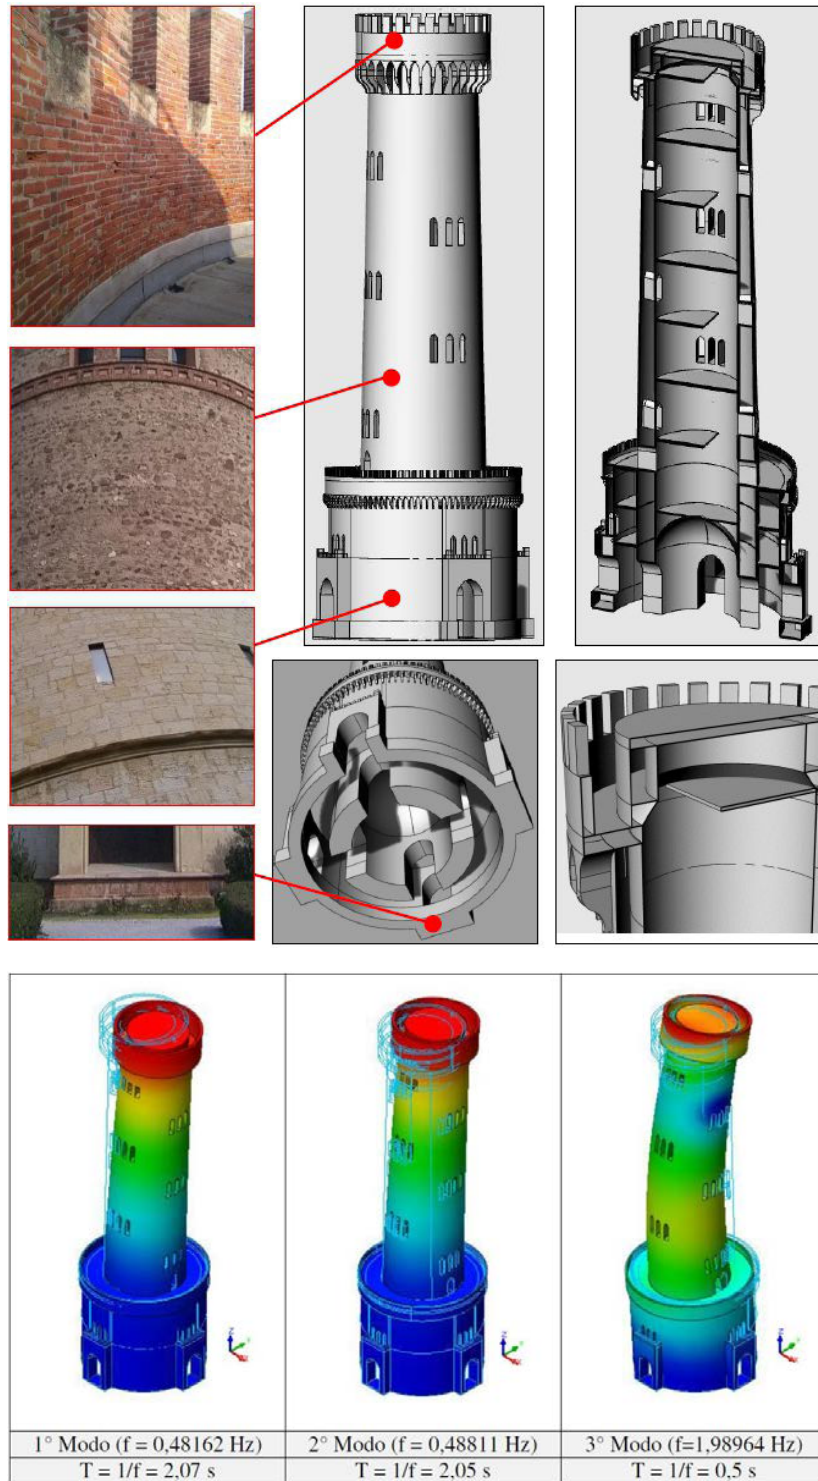 1° Modo (f = 0,48162 Hz)
2° Modo (f = 0,48811 Hz)
3° Modo (f=1,98964 Hz)
T = 1/f = 2,07 s
T = 1/f = 2,05 s
T = 1/f = 0,5 s